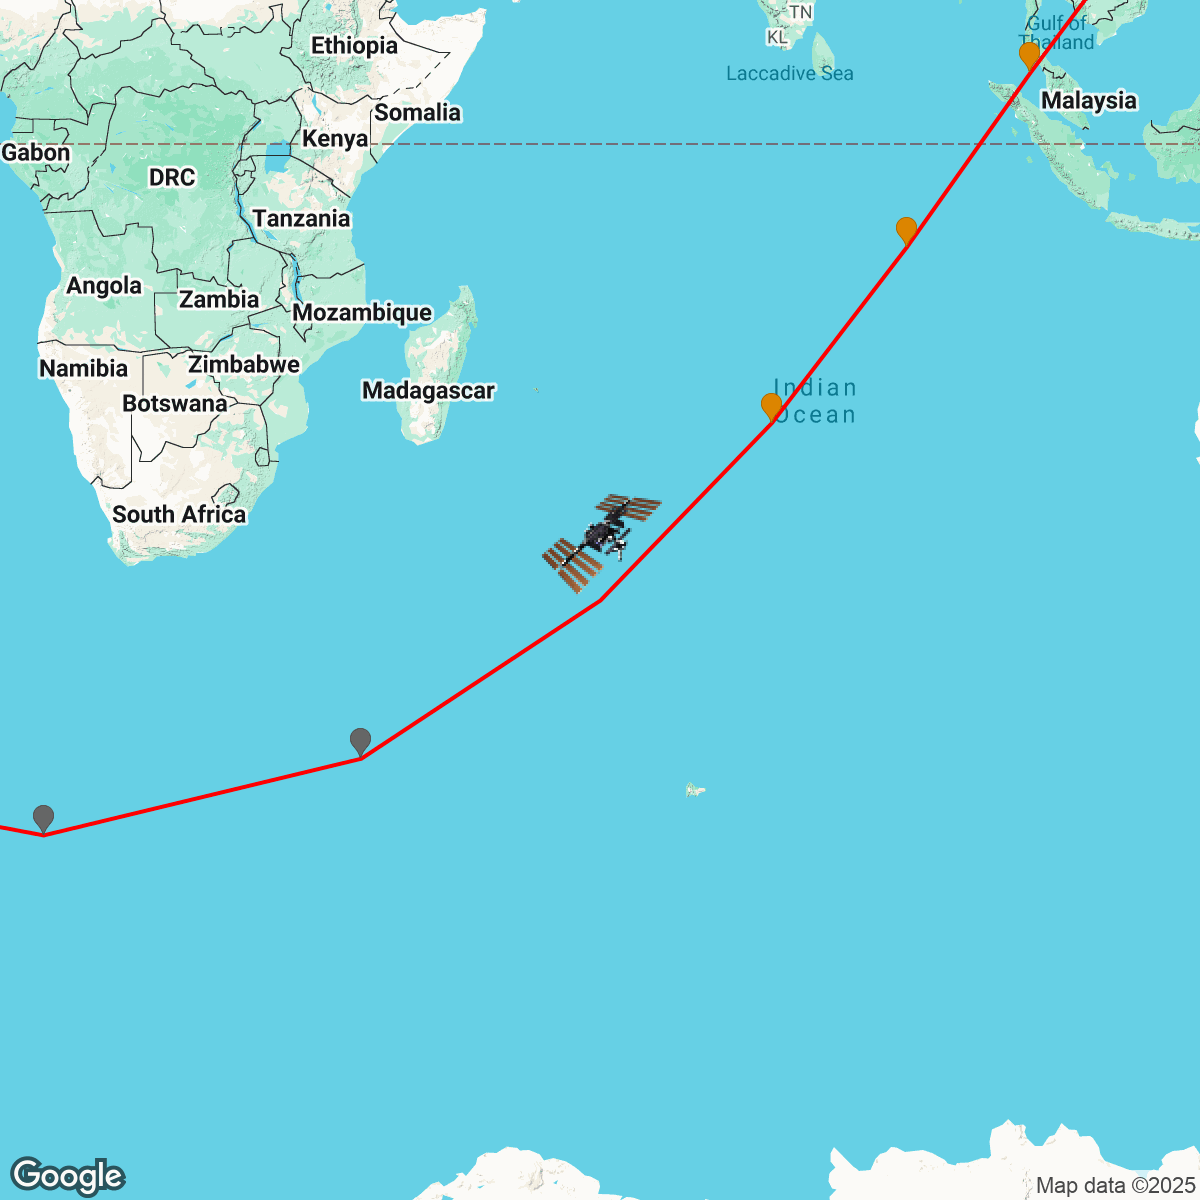 TN
Gulf of
Thailand
KL
Ethiopia
Laccadive Sea
Malaysia
Somalia
Kenya
Gabon
DRC
Tanzania
Angola
Zambia
Mozambique
Zimbabwe
Namibia
Madagascar
Botswana
Indian
Ocean
South Africa
Google
Map data ©2025